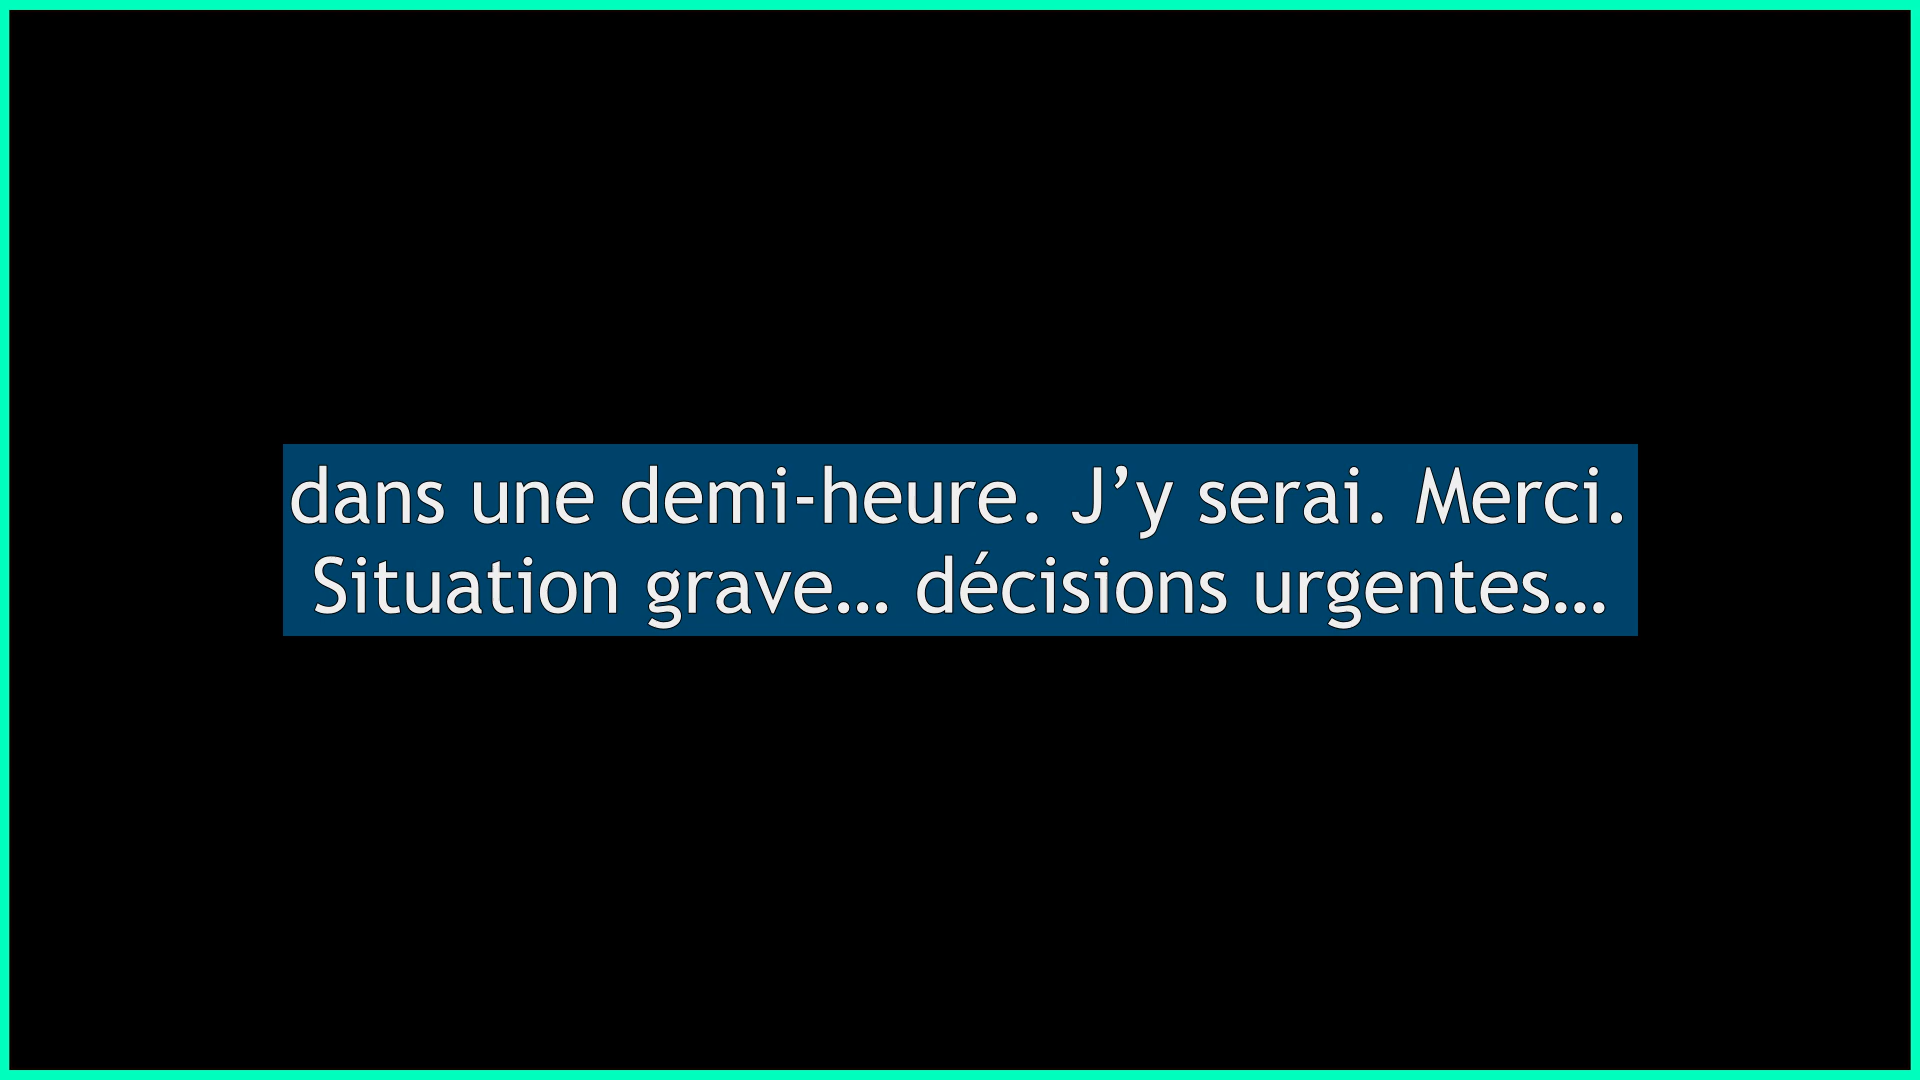 dans une demi-heure. J’y serai. Merci.
Situation grave… décisions urgentes…